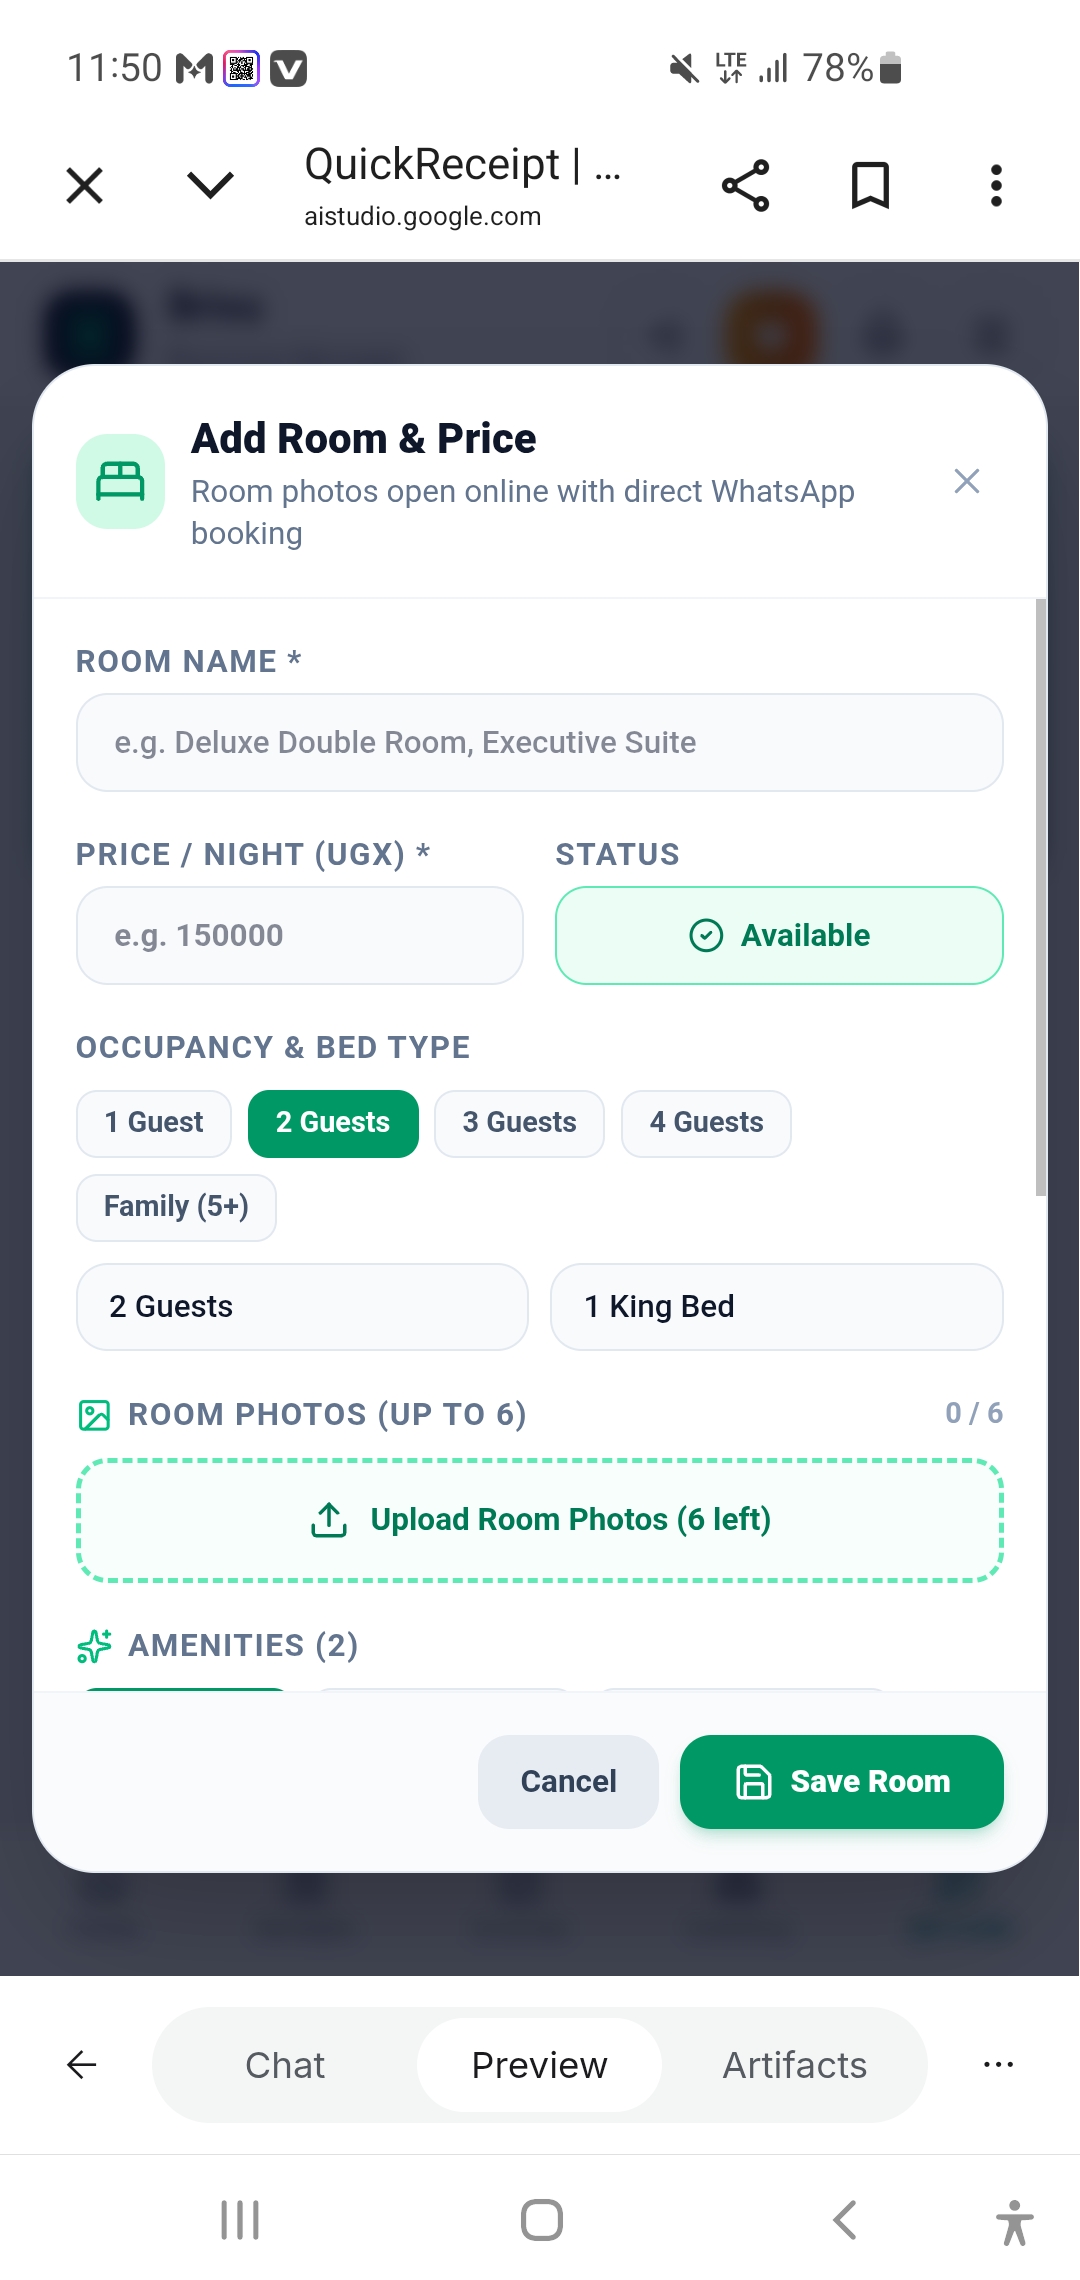 11:50
LTE
78%
QuickReceipt | ...
aistudio.google.com
Add Room & Price
Room photos open online with direct WhatsApp
booking
ROOM NAME *
e.g. Deluxe Double Room, Executive Suite
PRICE / NIGHT (UGX) *
STATUS
e.g. 150000
Available
OCCUPANCY & BED TYPE
1 Guest
2 Guests
3 Guests
4 Guests
Family (5+)
2 Guests
1 King Bed
ROOM PHOTOS (UP TO 6)
0 / 6
Upload Room Photos (6 left)
AMENITIES (2)
Cancel
Save Room
Chat
Preview
Artifacts